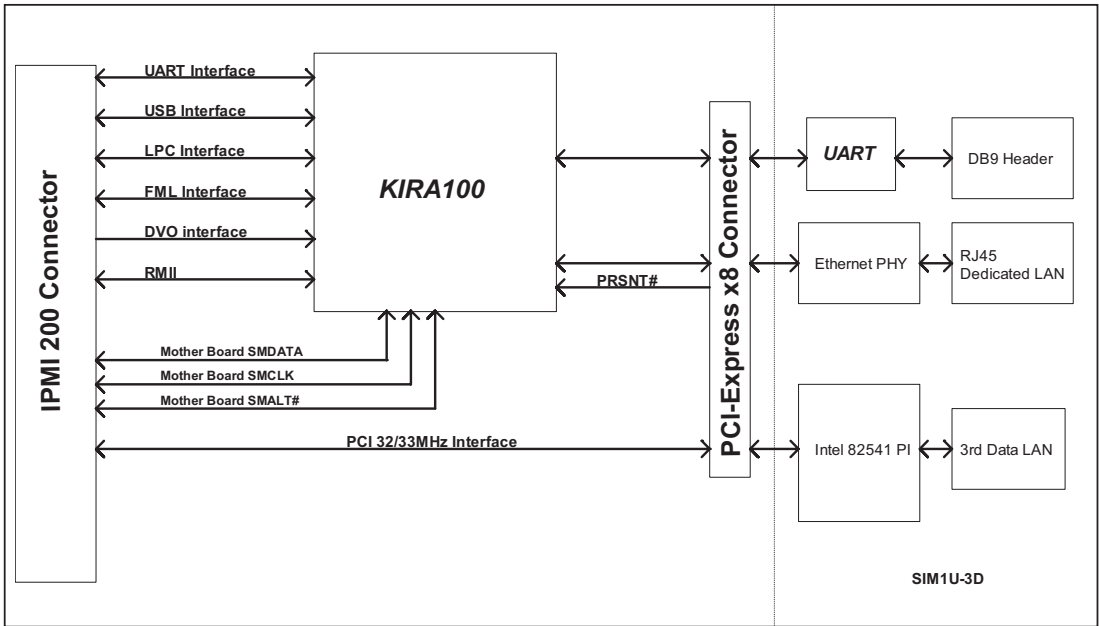 UART Interface
USB Interface
LPC Interface
FML Interface
DVO interface
RMII
IPMI 200 Connector
KIRA100
PRSNT#
Mother Board SMDATA
Mother Board SMCLK
Mother Board SMALT#
PCI 32/33MHz Interface
PCI-Express x8 Connector
UART
DB9 Header
Ethernet PHY
RJ45
Dedicated LAN
Intel 82541 PI
3rd Data LAN
SIM1U-3D